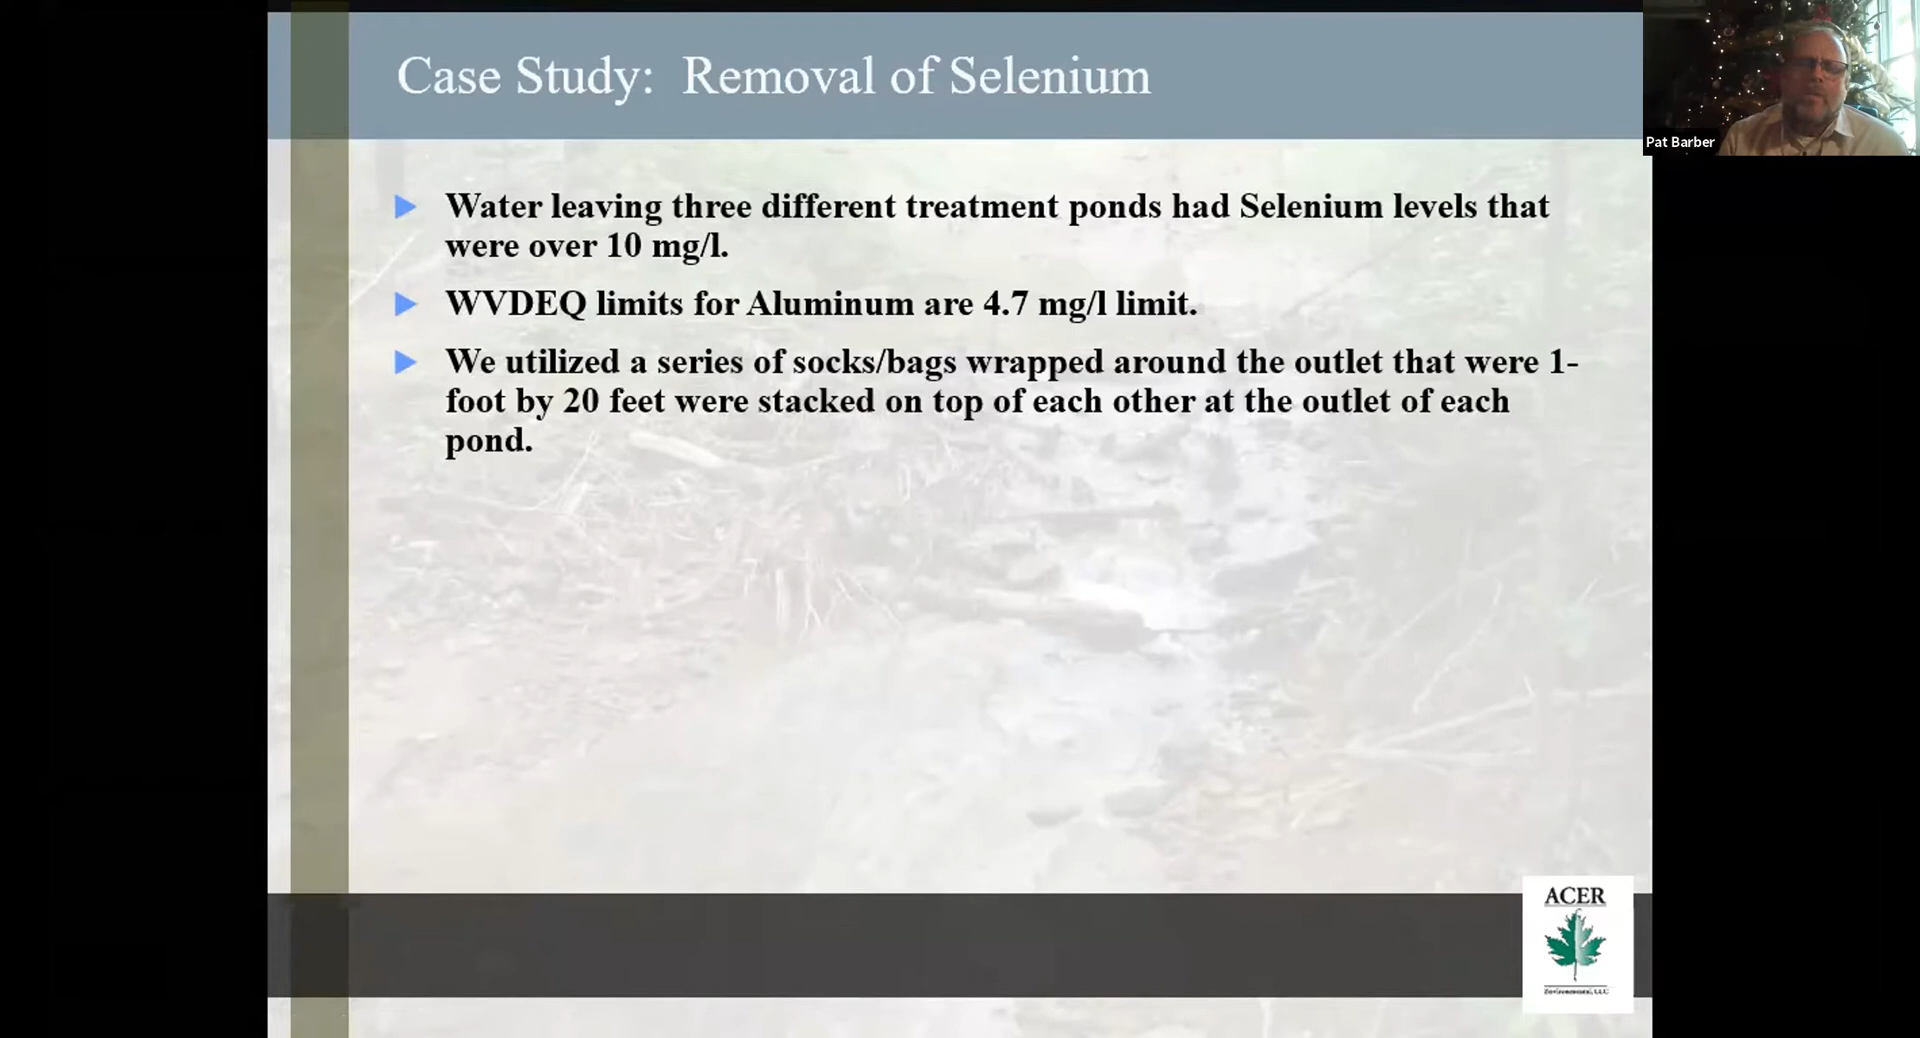 Case Study: Removal of Selenium
Pat Barber
Water leaving three different treatment ponds had Selenium levels that
were over 10 mg/l.
WVDEQ limits for Aluminum are 4.7 mg/l limit.
We utilized a series of socks/bags wrapped around the outlet that were 1-
foot by 20 feet were stacked on top of each other at the outlet of each
pond.
ACER
Environmental, LLC